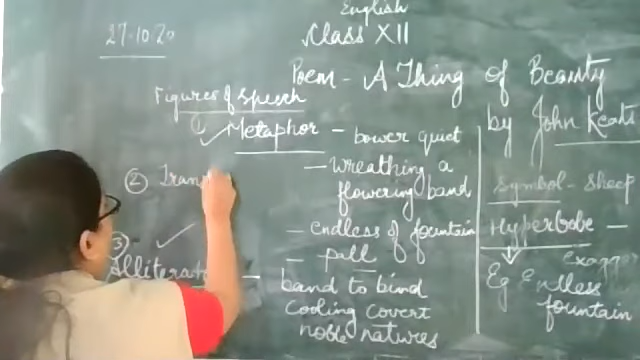 English
27.10.20
Class XII
Poem - A Thing of Beauty
by John Keats
Figures of Speech
① Metaphor - bower quiet
- wreathing a
flowering band
- endless of fountain
- pall
② Tran
③
Alliterat - band to bind
cooling covert
noble natures
Symbol - Sheep
Hyperbobe -
exagger
Eg Endless
fountain